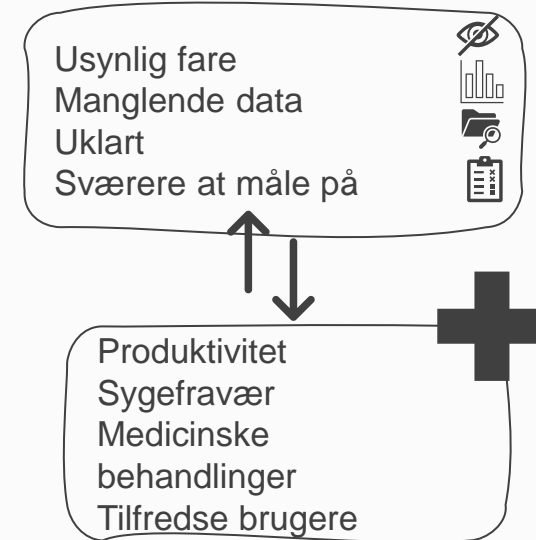 Usynlig fare
Manglende data
Uklart
Sværere at måle på
Produktivitet
Sygefravær
Medicinske
behandlinger
Tilfredse brugere